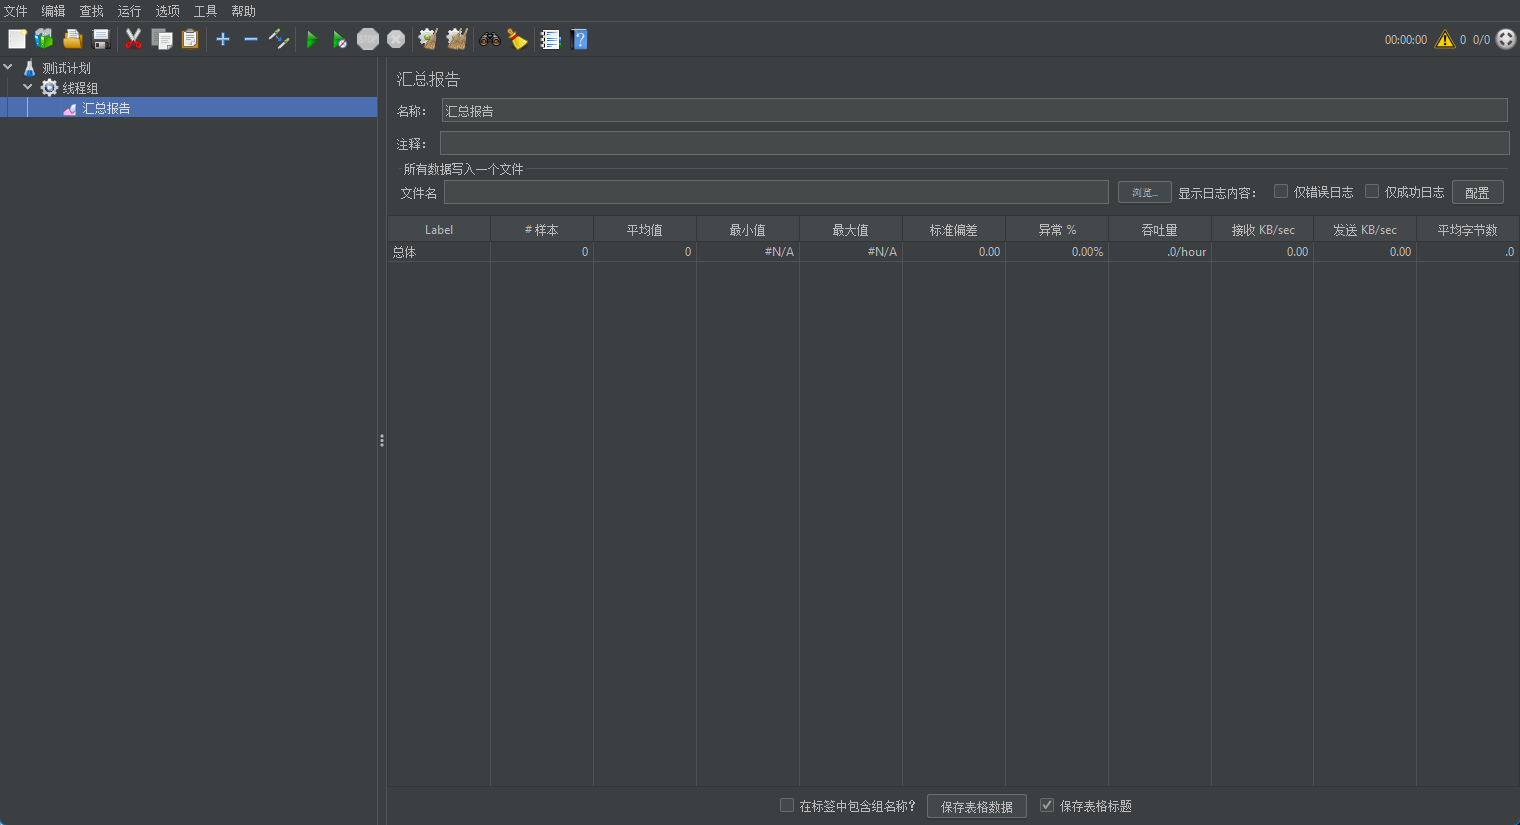 文件 编辑 查找 运行 选项 工具 帮助
STOP 00:00:00 0 0/0
测试计划
线程组
汇总报告
汇总报告
名称： 汇总报告
注释：
所有数据写入一个文件
文件名 浏览... 显示日志内容： 仅错误日志 仅成功日志 配置
Label # 样本 平均值 最小值 最大值 标准偏差 异常 % 吞吐量 接收 KB/sec 发送 KB/sec 平均字节数
总体 0 0 #N/A #N/A 0.00 0.00% .0/hour 0.00 0.00 .0
在标签中包含组名称？ 保存表格数据 保存表格标题